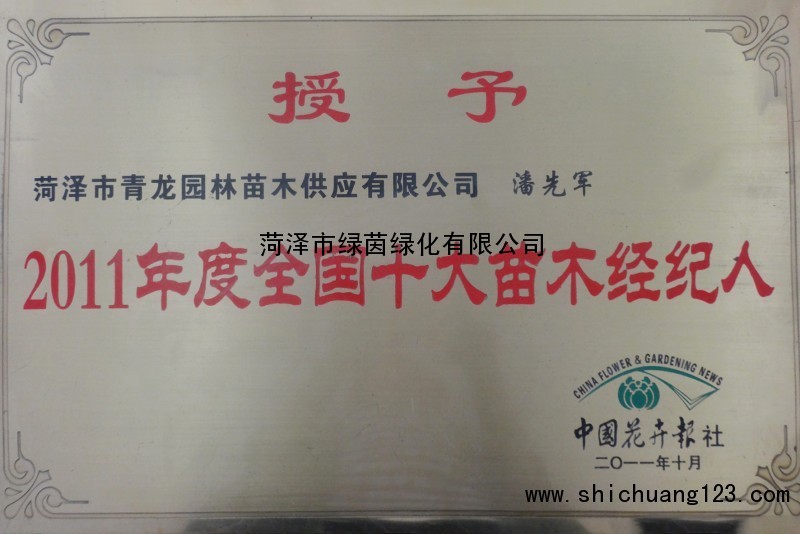 授 予
菏泽市青龙园林苗木供应有限公司 潘先军
菏泽市绿茵绿化有限公司
2011年度全国十大苗木经纪人
CHINA FLOWER & GARDENING NEWS
中國花卉報社
二〇一一年十月
www.shichuang123.com